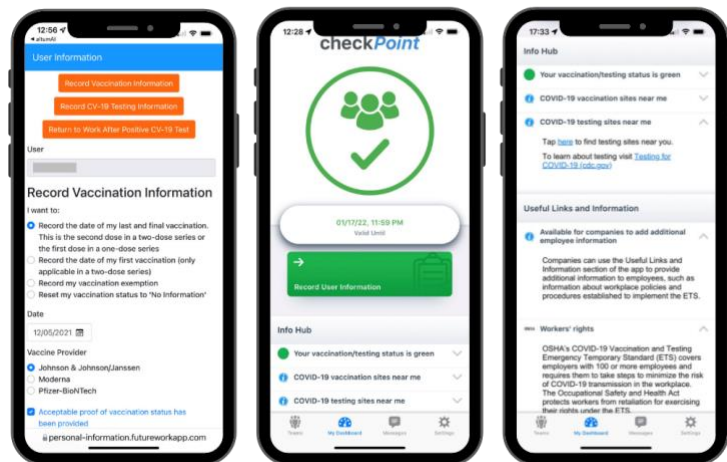 12:56
altumAI
User Information
Record Vaccination Information
Record CV-19 Testing Information
Return to Work After Positive CV-19 Test
User
Record Vaccination Information
I want to:
Record the date of my last and final vaccination.
This is the second dose in a two-dose series or
the first dose in a one-dose series
Record the date of my first vaccination (only
applicable in a two-dose series)
Record my vaccination exemption
Reset my vaccination status to 'No Information'
Date
12/05/2021
Vaccine Provider
Johnson & Johnson/Janssen
Moderna
Pfizer-BioNTech
Acceptable proof of vaccination status has
been provided
personal-information.futureworkapp.com
12:28
checkPoint
01/17/22, 11:59 PM
Valid Until
Record User Information
Info Hub
Your vaccination/testing status is green
COVID-19 vaccination sites near me
COVID-19 testing sites near me
Teams
My Dashboard
Messages
Settings
17:33
Info Hub
Your vaccination/testing status is green
COVID-19 vaccination sites near me
COVID-19 testing sites near me
Tap here to find testing sites near you.
To learn about testing visit Testing for
COVID-19 (cdc.gov)
Useful Links and Information
Available for companies to add additional
employee information
Companies can use the Useful Links and
Information section of the app to provide
additional information to employees, such as
information about workplace policies and
procedures established to implement the ETS.
Workers' rights
OSHA's COVID-19 Vaccination and Testing
Emergency Temporary Standard (ETS) covers
employers with 100 or more employees and
requires them to take steps to minimize the risk
of COVID-19 transmission in the workplace.
The Occupational Safety and Health Act
protects workers from retaliation for exercising
their rights under the ETS.
Teams
My Dashboard
Messages
Settings